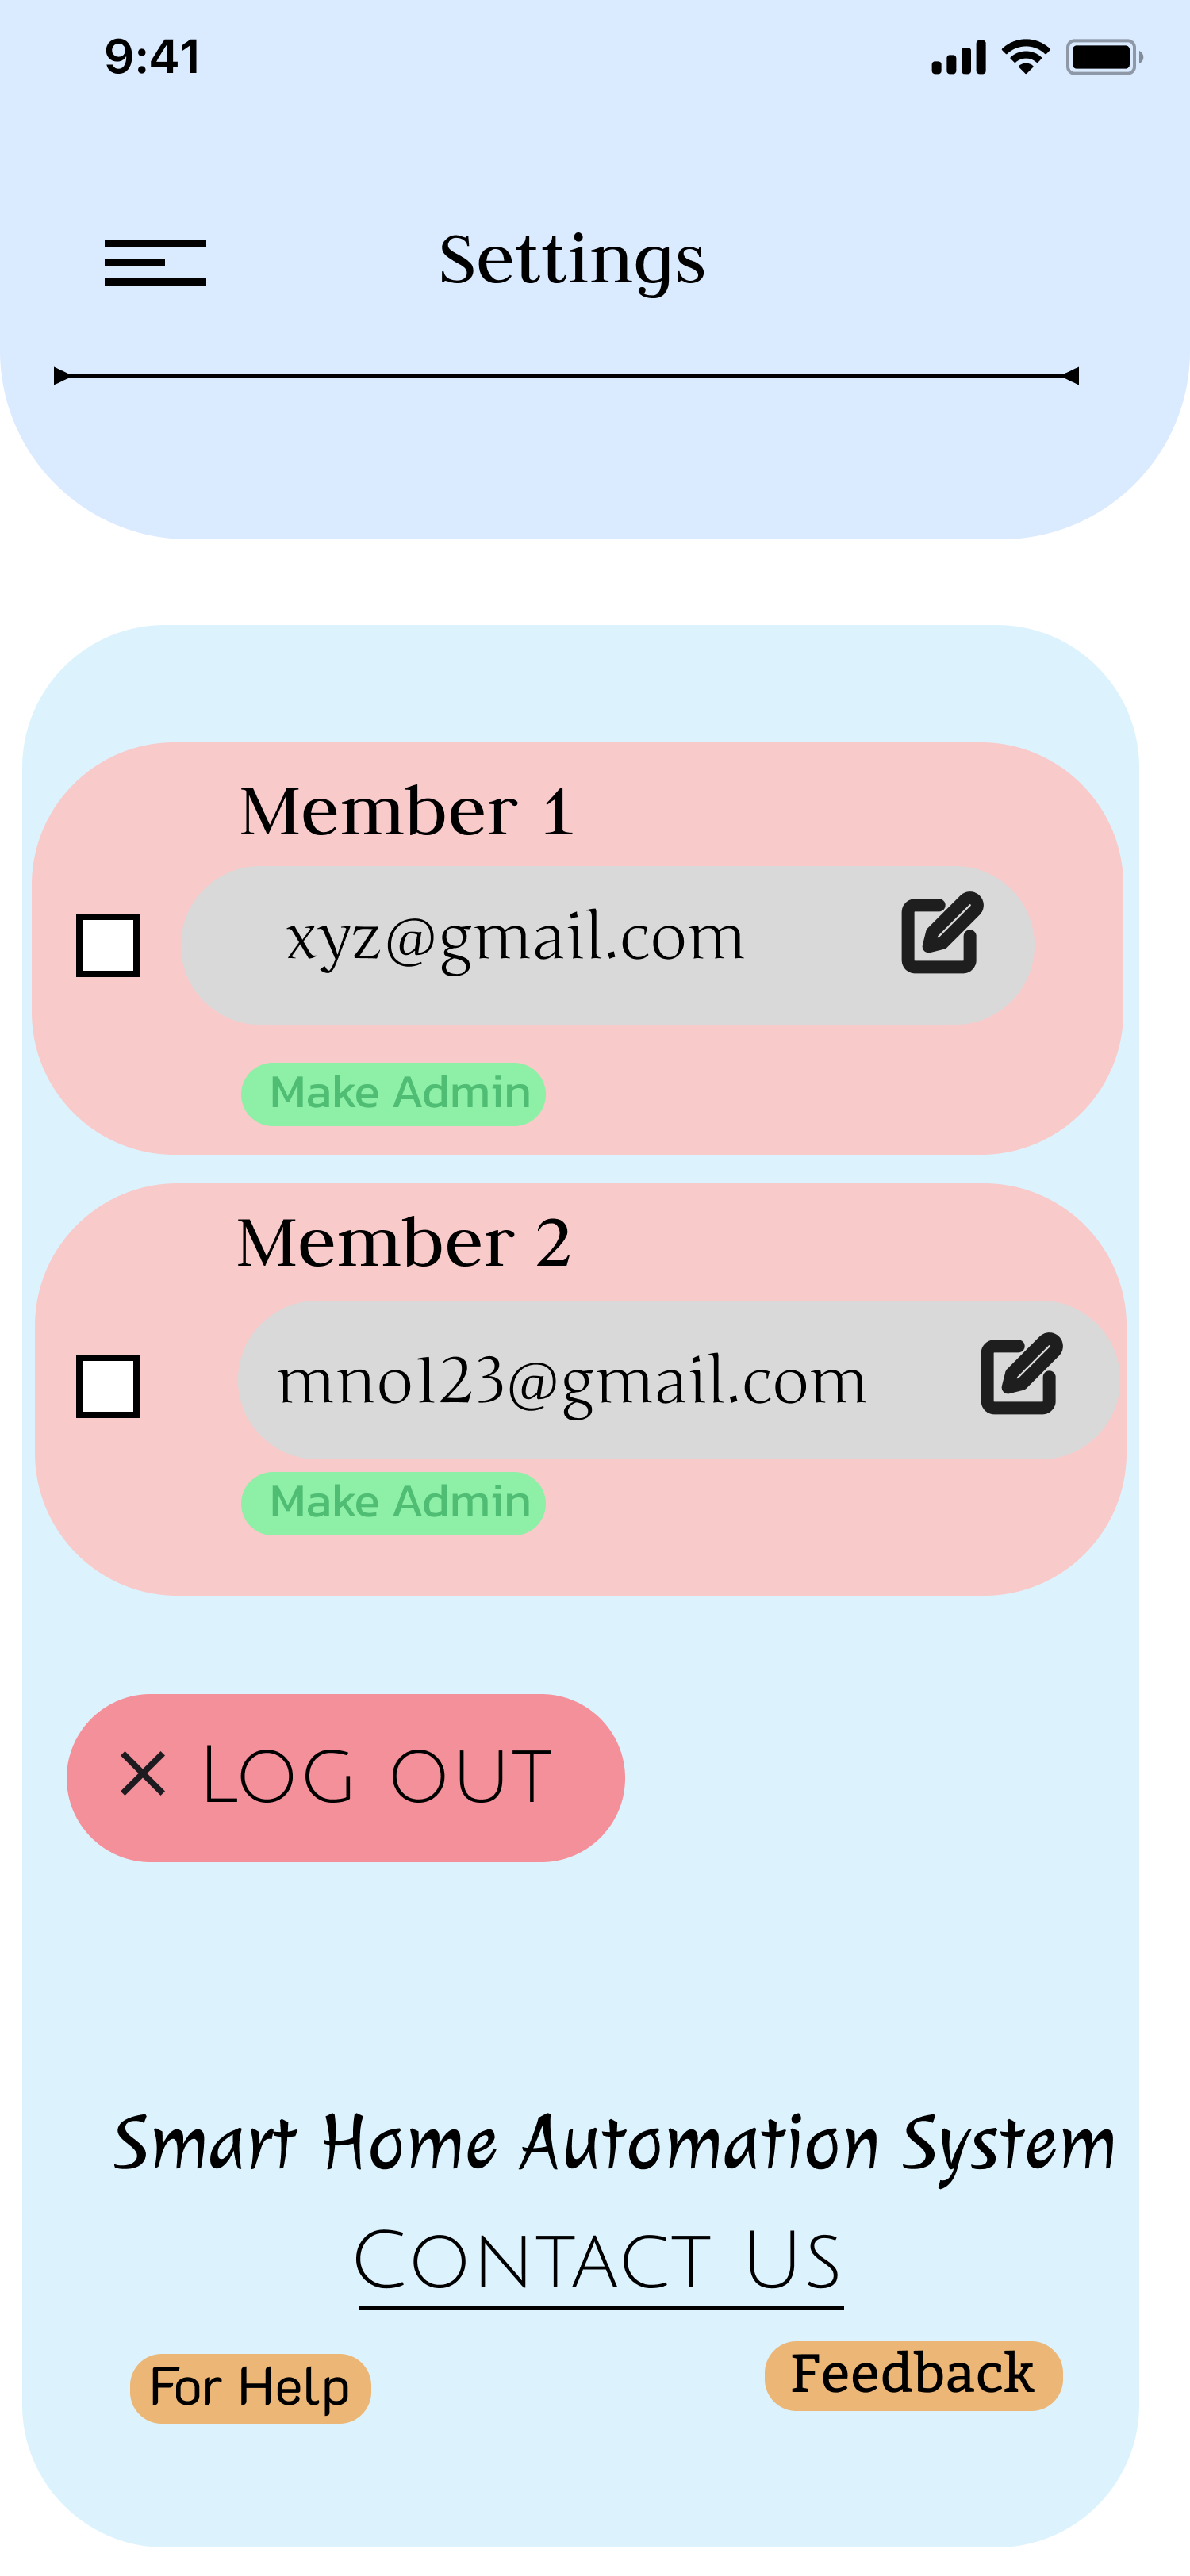 9:41
Settings
Member 1
xyz@gmail.com
Make Admin
Member 2
mno123@gmail.com
Make Admin
Log out
Smart Home Automation System
Contact Us
For Help
Feedback